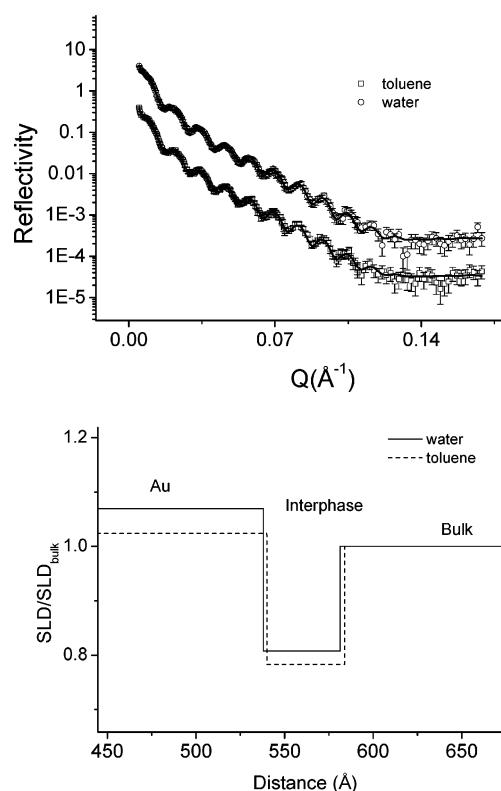 10
1
0.1
0.01
1E-3
1E-4
1E-5
Reflectivity
toluene
water
0.00
0.07
0.14
Q(Å⁻¹)
1.2
1.0
0.8
SLD/SLD_bulk
water
toluene
Au
Interphase
Bulk
450
500
550
600
650
Distance (Å)